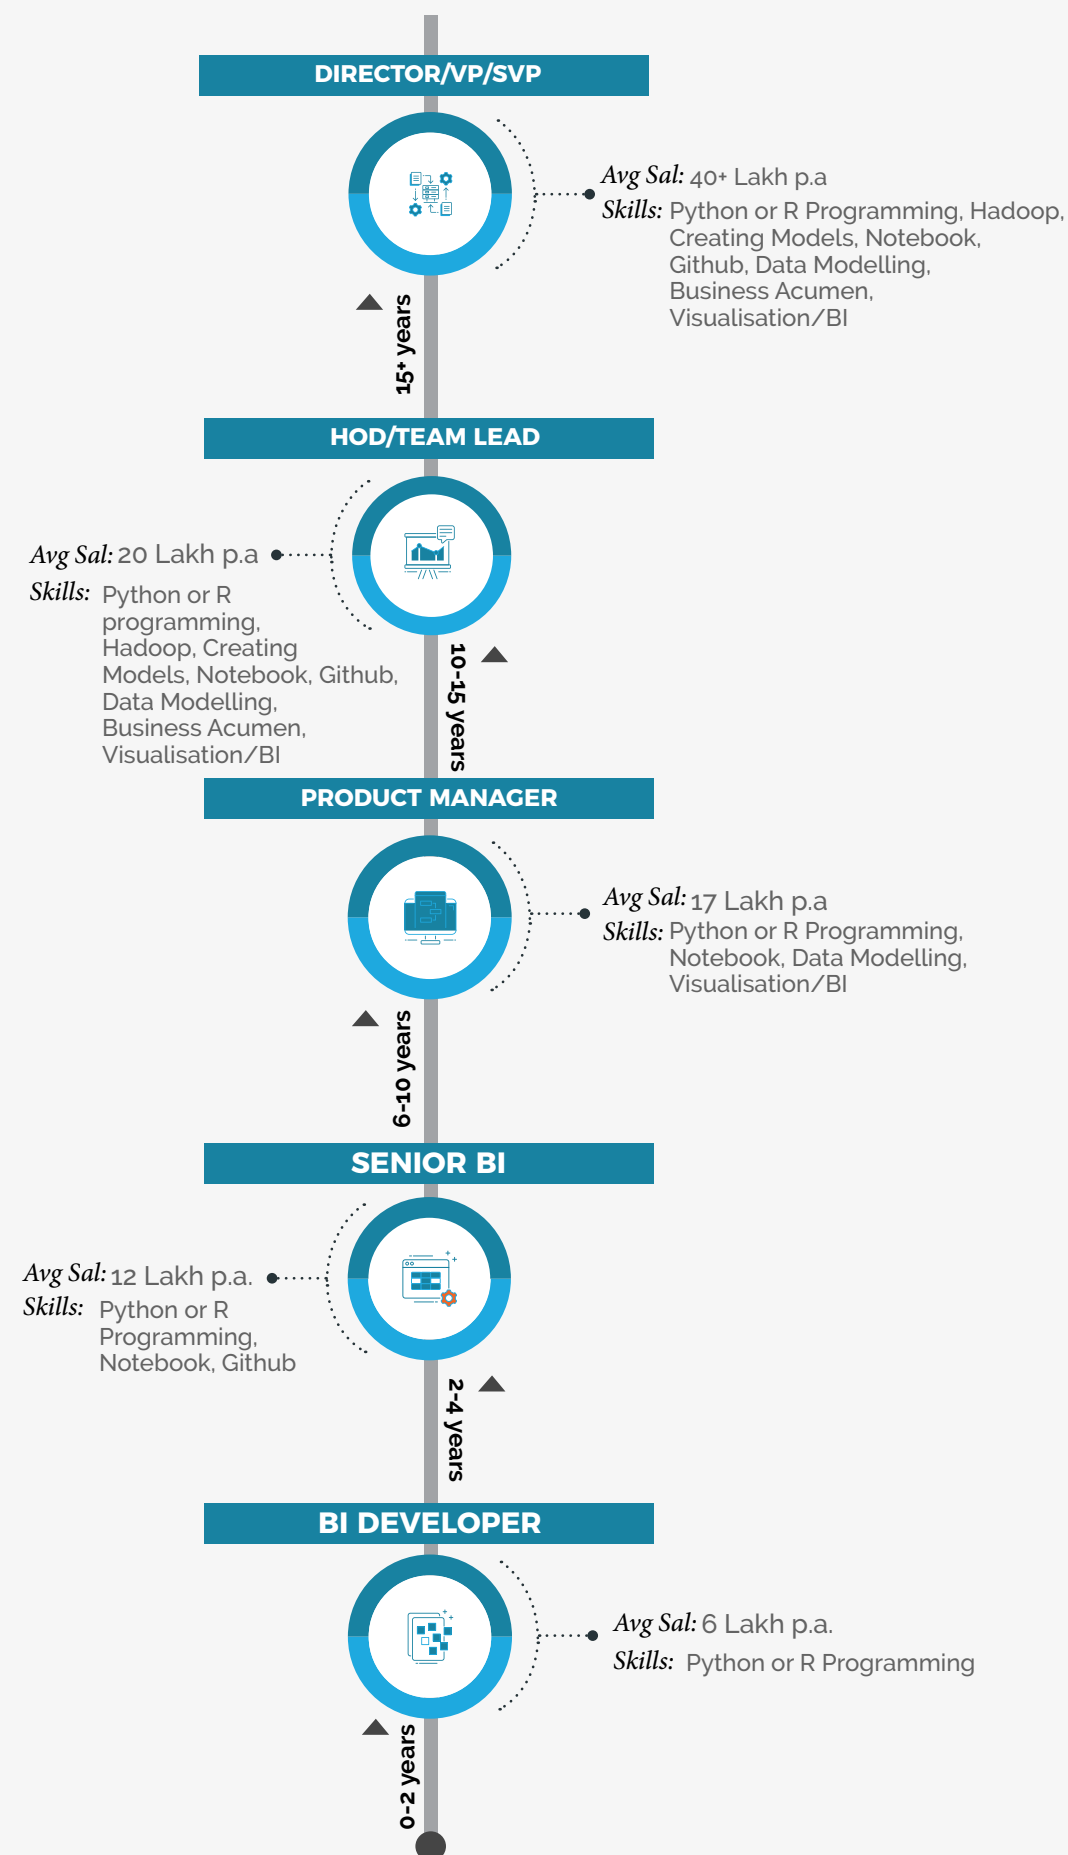 DIRECTOR/VP/SVP
Avg Sal: 40+ Lakh p.a
Skills: Python or R Programming, Hadoop,
Creating Models, Notebook,
Github, Data Modelling,
Business Acumen,
Visualisation/BI
15+ years
HOD/TEAM LEAD
Avg Sal: 20 Lakh p.a
Skills: Python or R
programming,
Hadoop, Creating
Models, Notebook, Github,
Data Modelling,
Business Acumen,
Visualisation/BI
10-15 years
PRODUCT MANAGER
Avg Sal: 17 Lakh p.a
Skills: Python or R Programming,
Notebook, Data Modelling,
Visualisation/BI
6-10 years
SENIOR BI
Avg Sal: 12 Lakh p.a.
Skills: Python or R
Programming,
Notebook, Github
2-4 years
BI DEVELOPER
Avg Sal: 6 Lakh p.a.
Skills: Python or R Programming
0-2 years